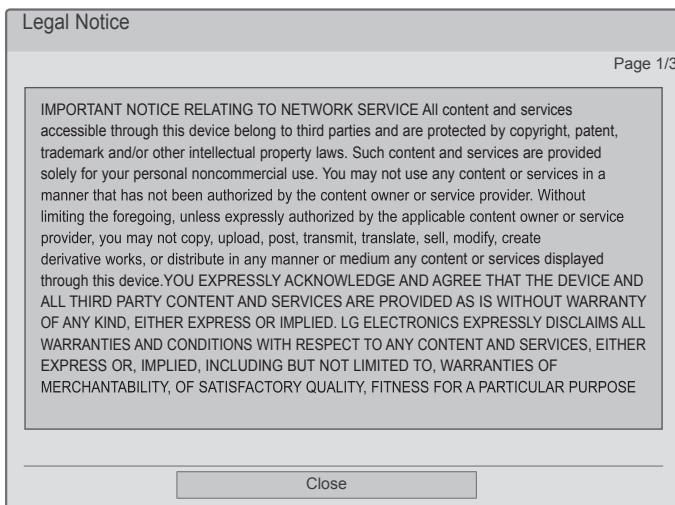 Legal Notice
Page 1/3
IMPORTANT NOTICE RELATING TO NETWORK SERVICE All content and services
accessible through this device belong to third parties and are protected by copyright, patent,
trademark and/or other intellectual property laws. Such content and services are provided
solely for your personal noncommercial use. You may not use any content or services in a
manner that has not been authorized by the content owner or service provider. Without
limiting the foregoing, unless expressly authorized by the applicable content owner or service
provider, you may not copy, upload, post, transmit, translate, sell, modify, create
derivative works, or distribute in any manner or medium any content or services displayed
through this device.YOU EXPRESSLY ACKNOWLEDGE AND AGREE THAT THE DEVICE AND
ALL THIRD PARTY CONTENT AND SERVICES ARE PROVIDED AS IS WITHOUT WARRANTY
OF ANY KIND, EITHER EXPRESS OR IMPLIED. LG ELECTRONICS EXPRESSLY DISCLAIMS ALL
WARRANTIES AND CONDITIONS WITH RESPECT TO ANY CONTENT AND SERVICES, EITHER
EXPRESS OR, IMPLIED, INCLUDING BUT NOT LIMITED TO, WARRANTIES OF
MERCHANTABILITY, OF SATISFACTORY QUALITY, FITNESS FOR A PARTICULAR PURPOSE
Close